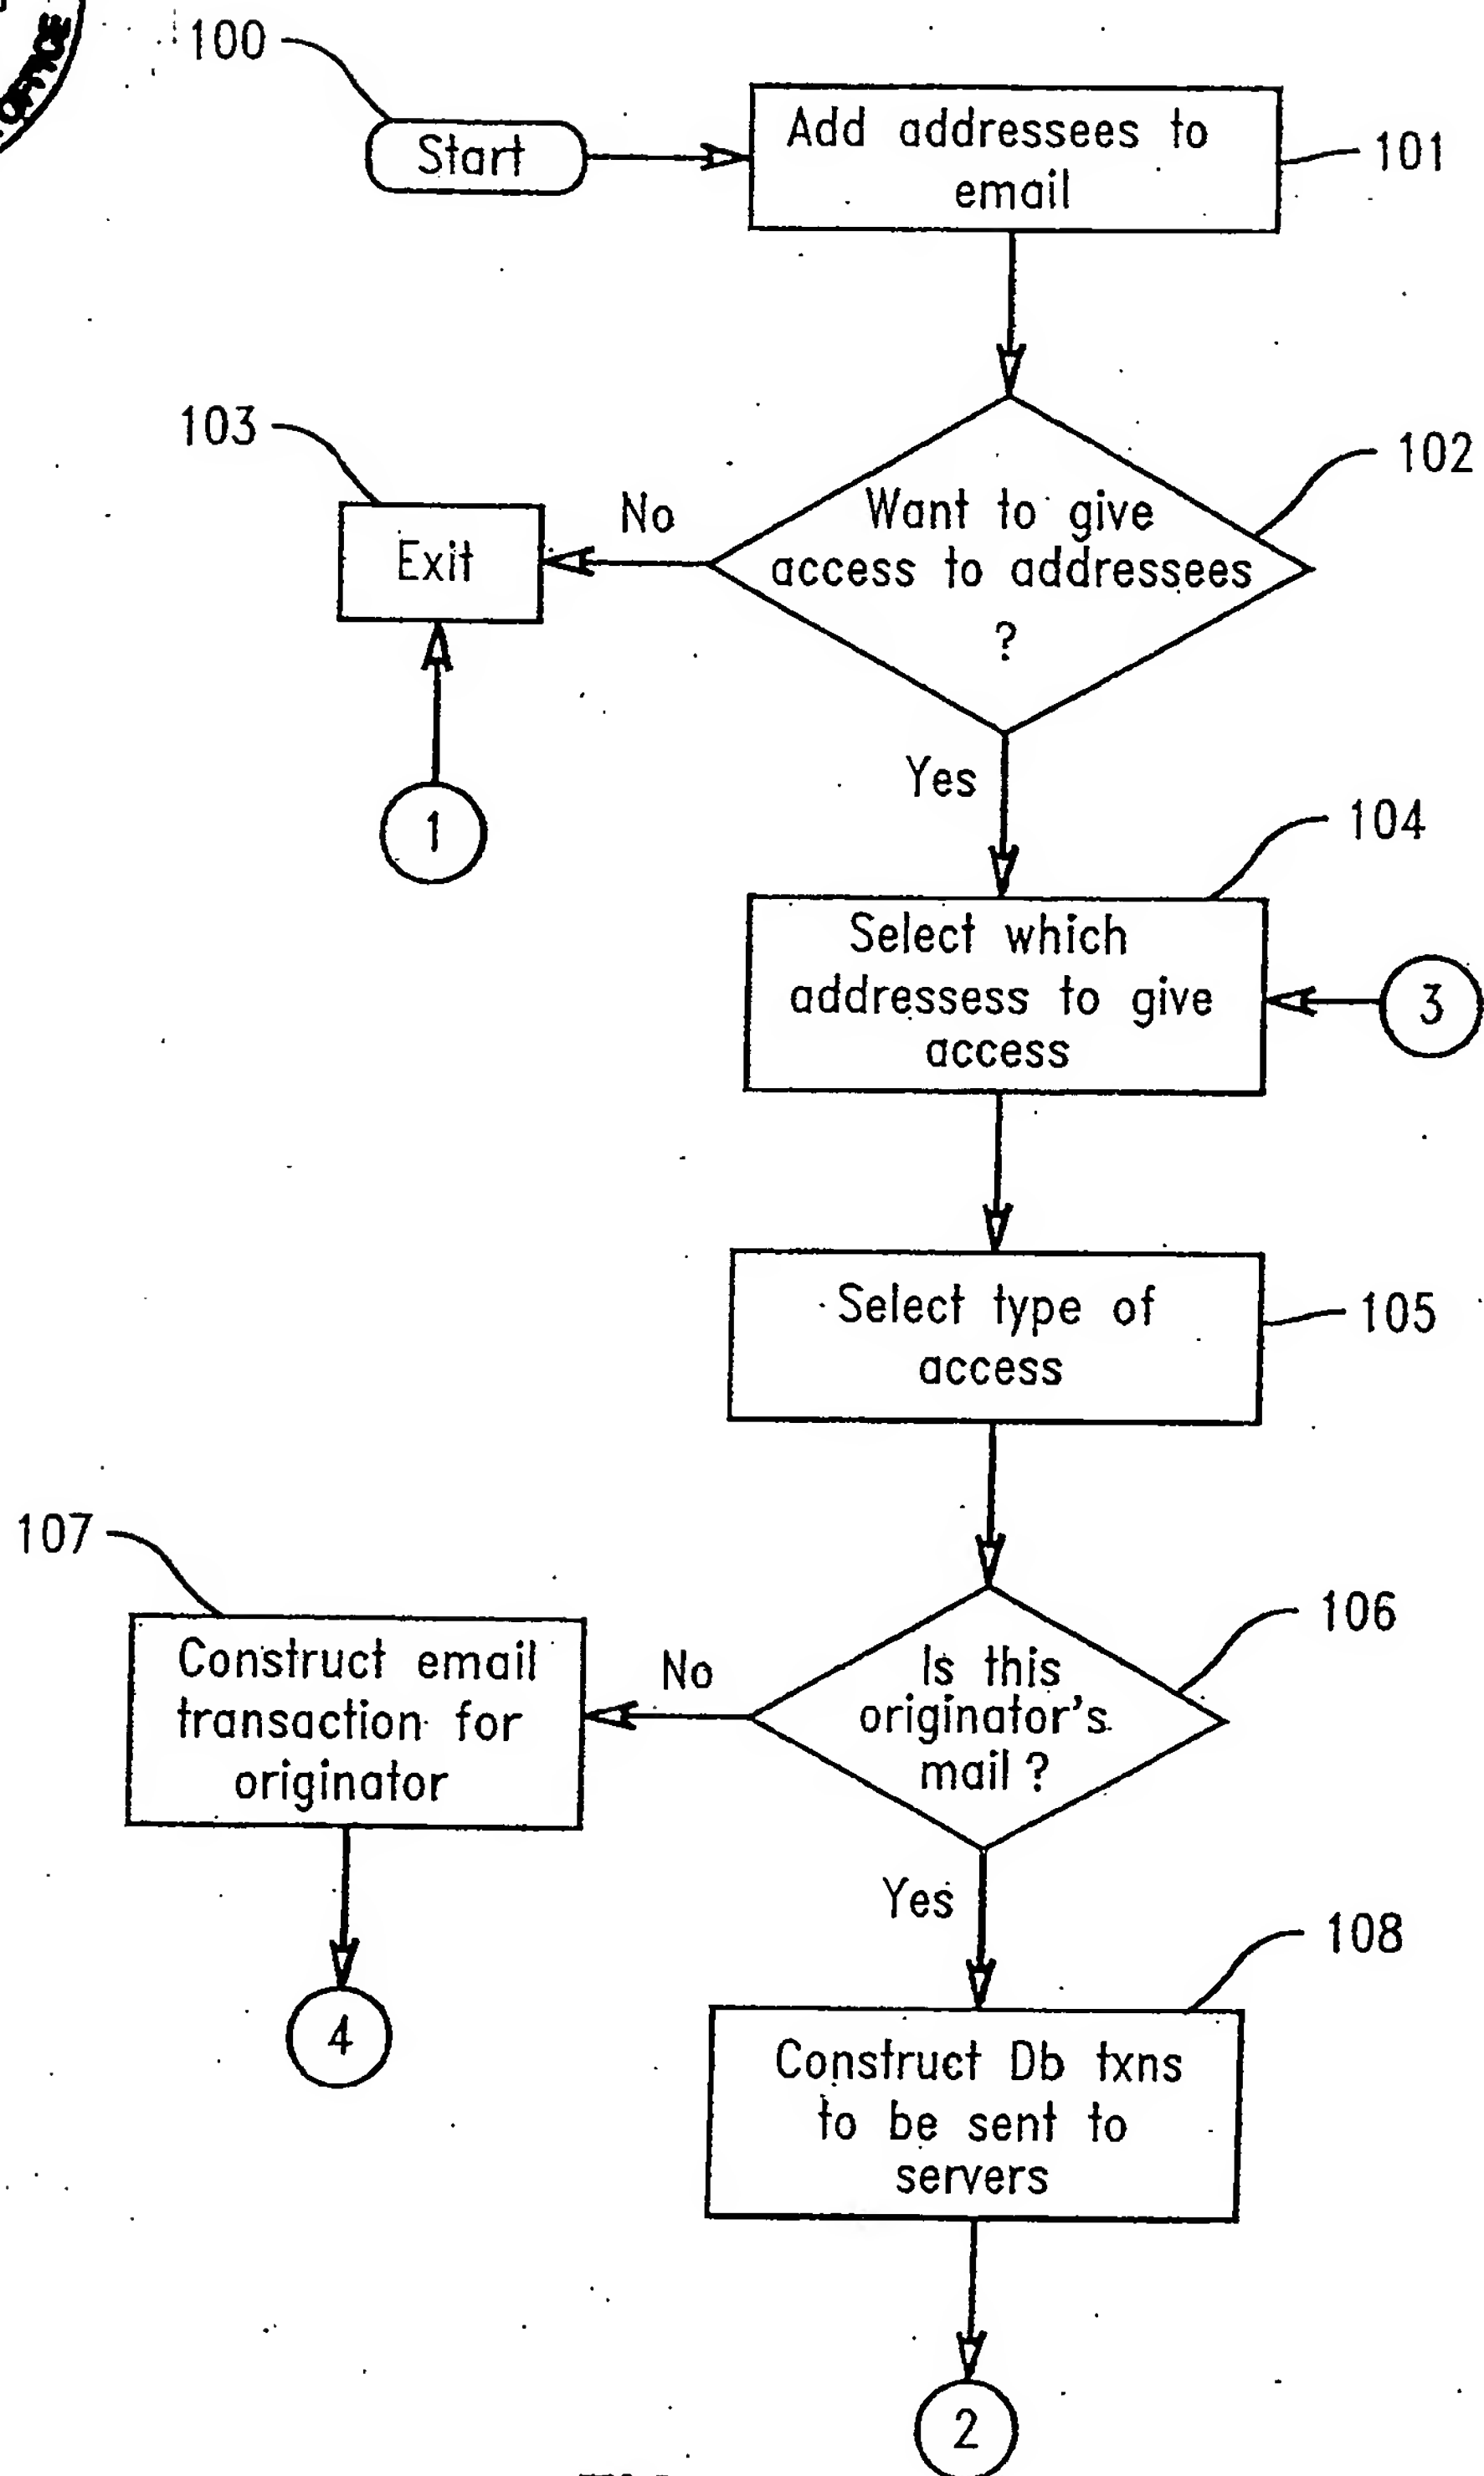 OFFICE
100
Start
Add addressees to
email
101
103
Exit
No
102
Want to give
access to addressees
?
1
Yes
104
Select which
addressess to give
access
3
Select type of
access
105
107
Construct email
transaction for
originator
No
106
Is this
originator's
mail ?
Yes
4
108
Construct Db txns
to be sent to
servers
2